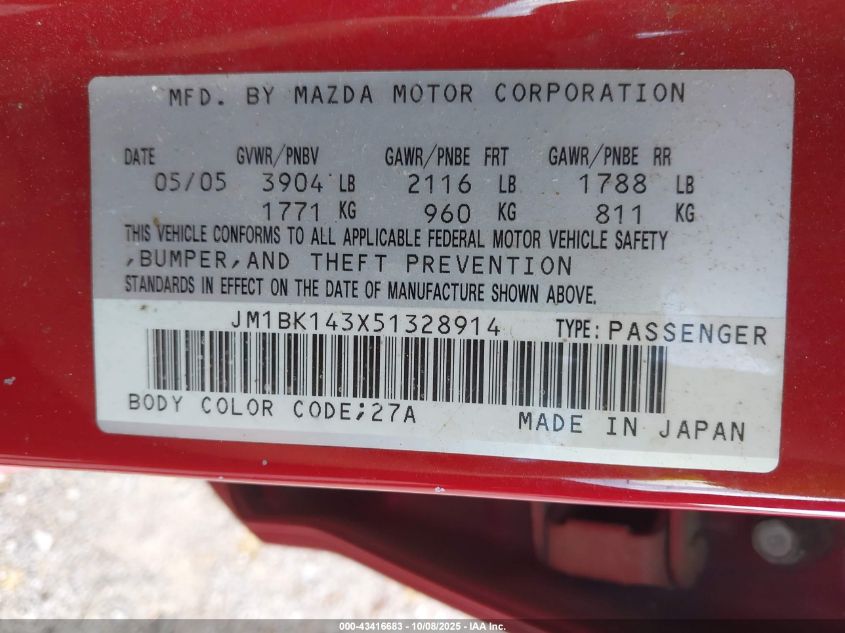 MFD. BY MAZDA MOTOR CORPORATION
DATE GVWR/PNBV GAWR/PNBE FRT GAWR/PNBE RR
05/05 3904 LB 2116 LB 1788 LB
1771 KG 960 KG 811 KG
THIS VEHICLE CONFORMS TO ALL APPLICABLE FEDERAL MOTOR VEHICLE SAFETY
,BUMPER,AND THEFT PREVENTION
STANDARDS IN EFFECT ON THE DATE OF MANUFACTURE SHOWN ABOVE.
JM1BK143X51328914 TYPE: PASSENGER
BODY COLOR CODE;27A MADE IN JAPAN
000-43416683 - 10/08/2025 - IAA Inc.